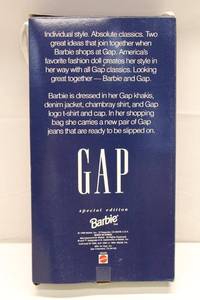 Individual style. Absolute classics. Two
great ideas that join together when
Barbie shops at Gap. America's
favorite fashion doll creates her style in
her way with all Gap classics. Looking
great together — Barbie and Gap.
Barbie is dressed in her Gap khakis,
denim jacket, chambray shirt, and Gap
logo t-shirt and cap. In her shopping
bag she carries a new pair of Gap
jeans that are ready to be slipped on.
GAP
special edition
Barbie